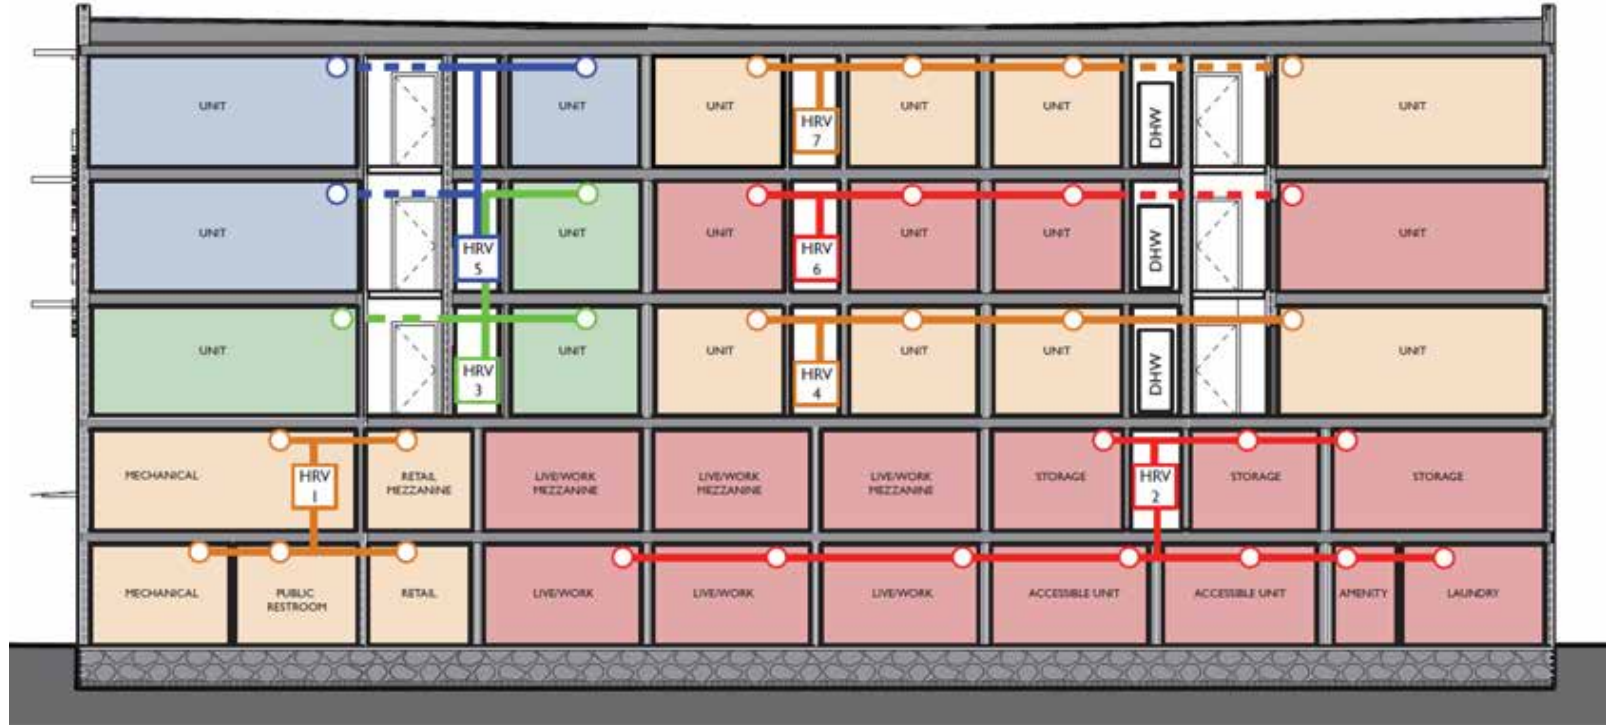 UNIT
UNIT
UNIT
HRV
7
UNIT
UNIT
DHW
UNIT
UNIT
HRV
5
UNIT
UNIT
HRV
6
UNIT
UNIT
DHW
UNIT
UNIT
HRV
3
UNIT
UNIT
HRV
4
UNIT
UNIT
DHW
UNIT
MECHANICAL
HRV
1
RETAIL
MEZZANINE
LIVE/WORK
MEZZANINE
LIVE/WORK
MEZZANINE
LIVE/WORK
MEZZANINE
STORAGE
HRV
2
STORAGE
STORAGE
MECHANICAL
PUBLIC
RESTROOM
RETAIL
LIVE/WORK
LIVE/WORK
LIVE/WORK
ACCESSIBLE UNIT
ACCESSIBLE UNIT
AMENITY
LAUNDRY